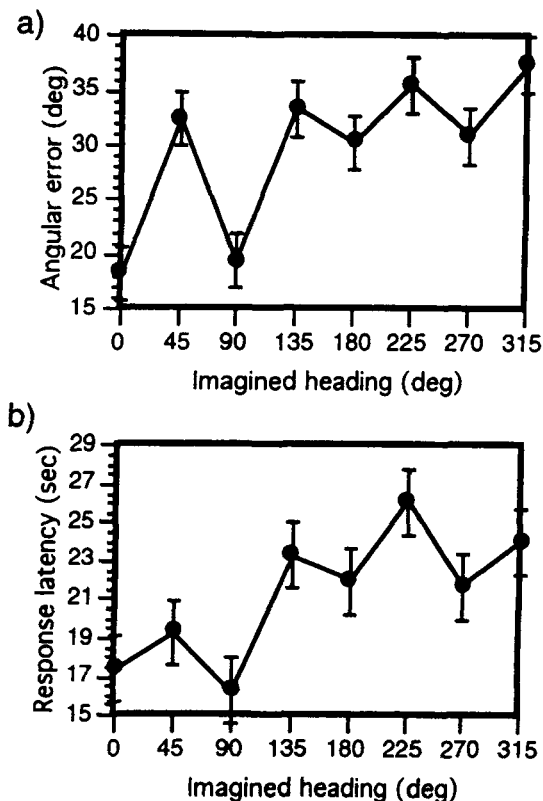 a)
Angular error (deg)
40
35
30
25
20
15
0 45 90 135 180 225 270 315
Imagined heading (deg)
b)
Response latency (sec)
29
27
25
23
21
19
17
15
0 45 90 135 180 225 270 315
Imagined heading (deg)